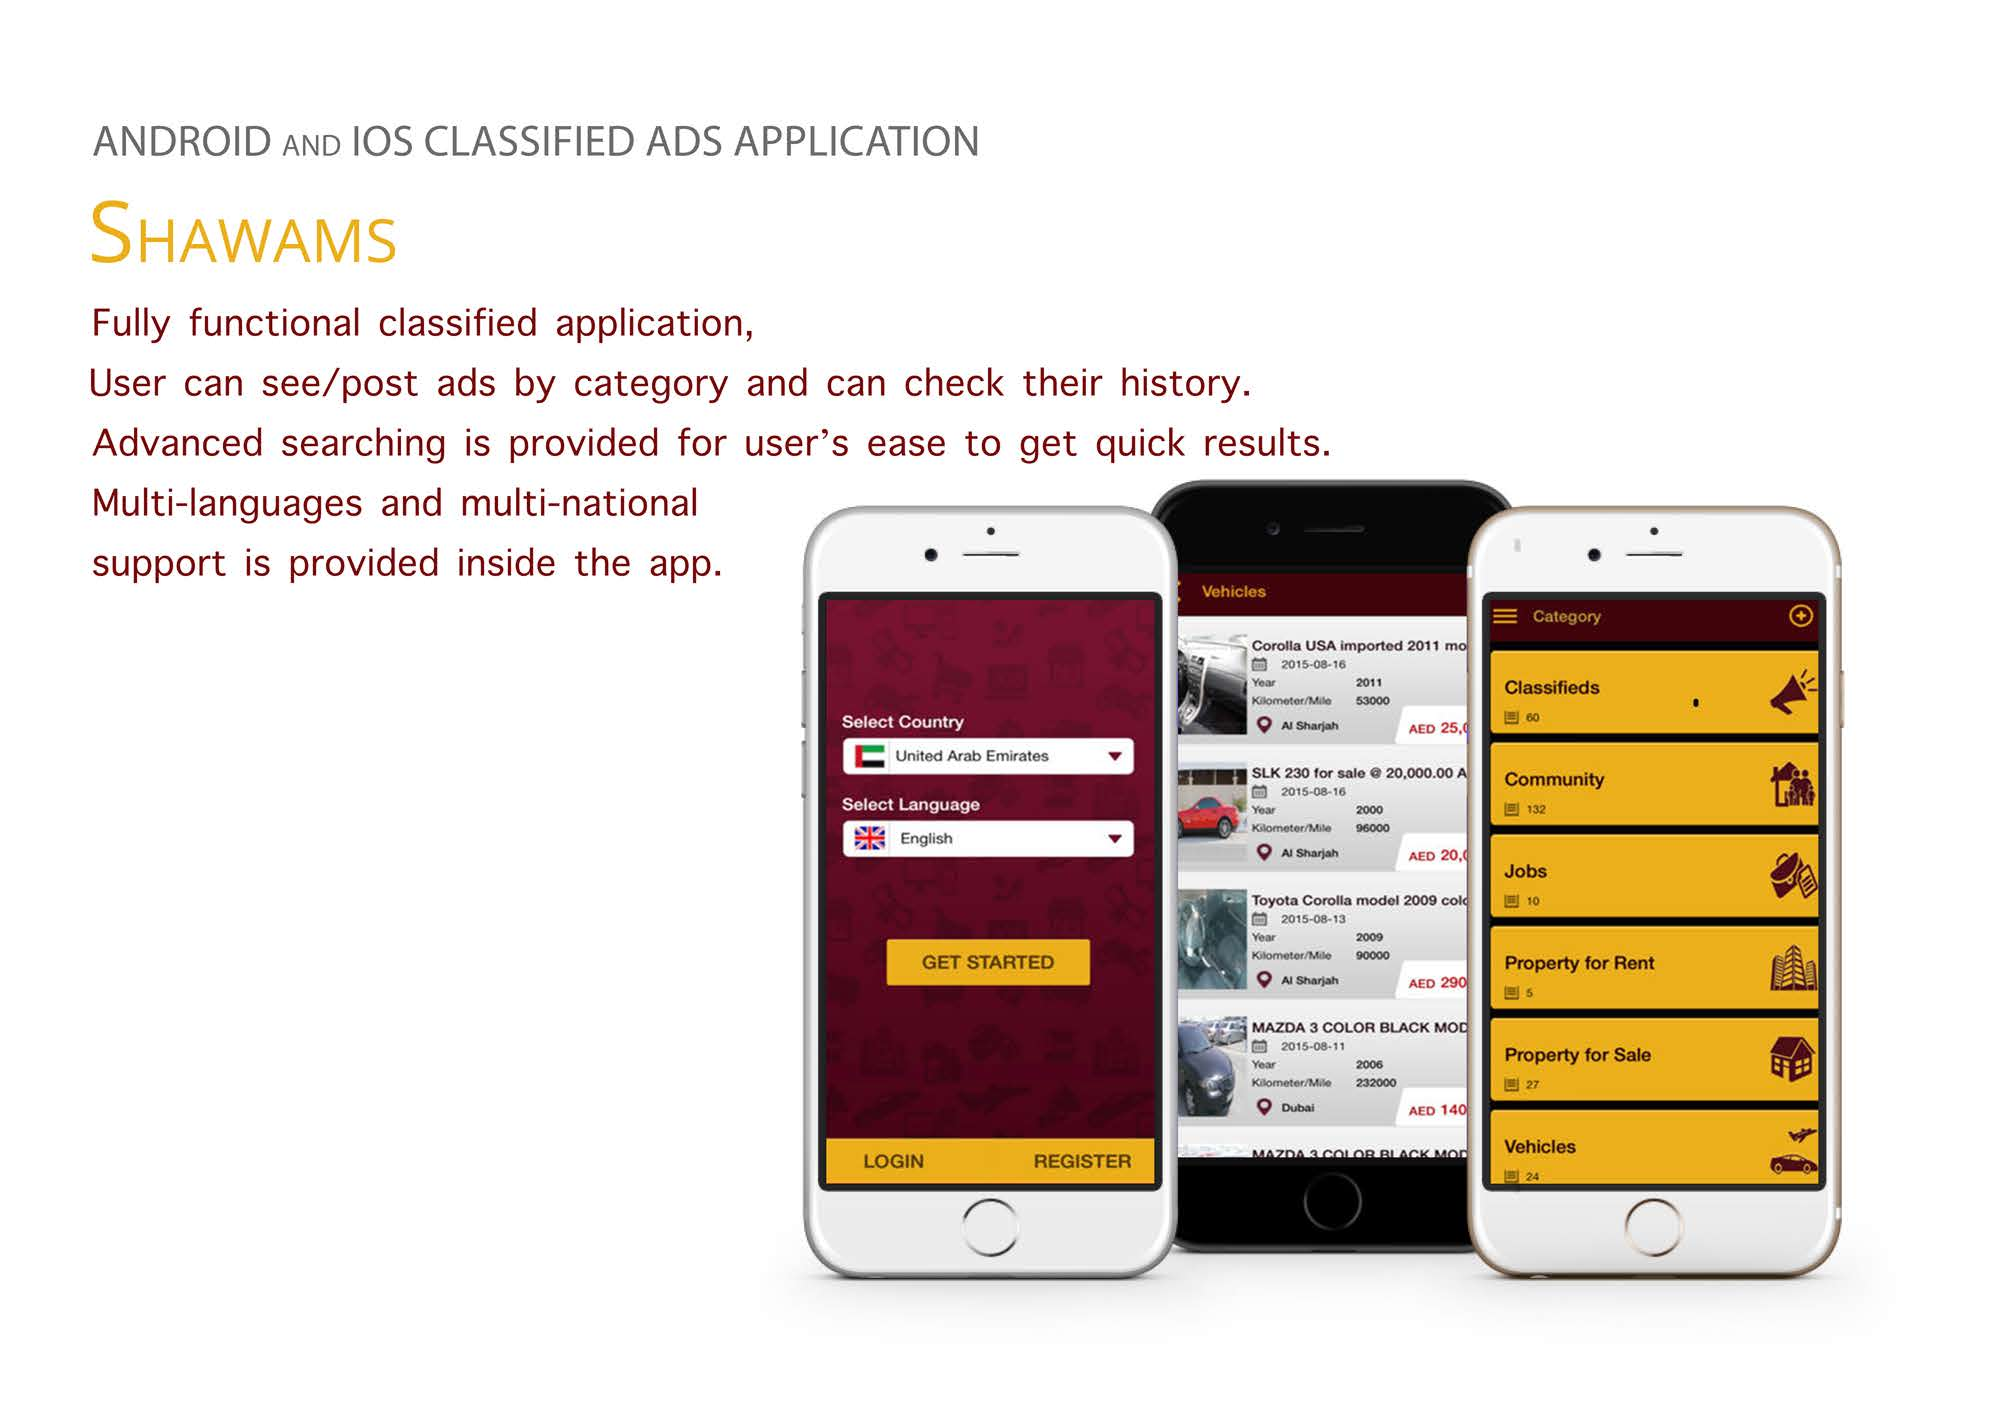 ANDROID AND IOS CLASSIFIED ADS APPLICATION
SHAWAMS
Fully functional classified application,
User can see/post ads by category and can check their history.
Advanced searching is provided for user's ease to get quick results.
Multi-languages and multi-national
support is provided inside the app.
Select Country
United Arab Emirates
Select Language
English
GET STARTED
LOGIN REGISTER
Vehicles
Corolla USA imported 2011 mo
2015-08-16
Year 2011
Kilometer/Mile 53000
Al Sharjah
AED 25,0
SLK 230 for sale @ 20,000.00 A
2015-08-16
Year 2000
Kilometer/Mile 96000
Al Sharjah
AED 20,0
Toyota Corolla model 2009 colo
2015-08-13
Year 2009
Kilometer/Mile 90000
Al Sharjah
AED 290
MAZDA 3 COLOR BLACK MOD
2015-08-11
Year 2006
Kilometer/Mile 232000
Dubai
AED 140
MAZDA 3 COLOR BLACK MOD
Category
Classifieds
60
Community
132
Jobs
10
Property for Rent
5
Property for Sale
27
Vehicles
24